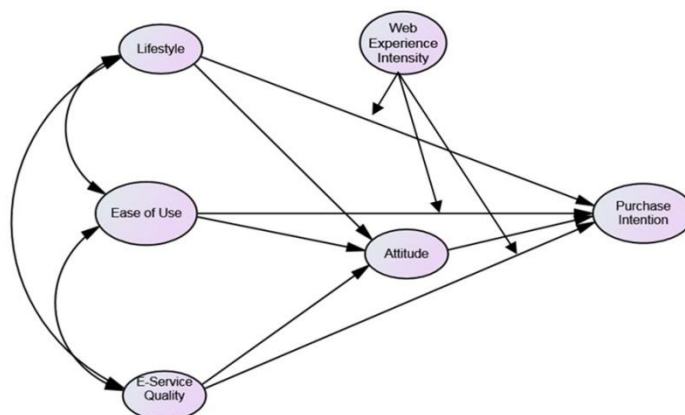 Lifestyle
Web
Experience
Intensity
Ease of Use
Purchase
Intention
Attitude
E-Service
Quality